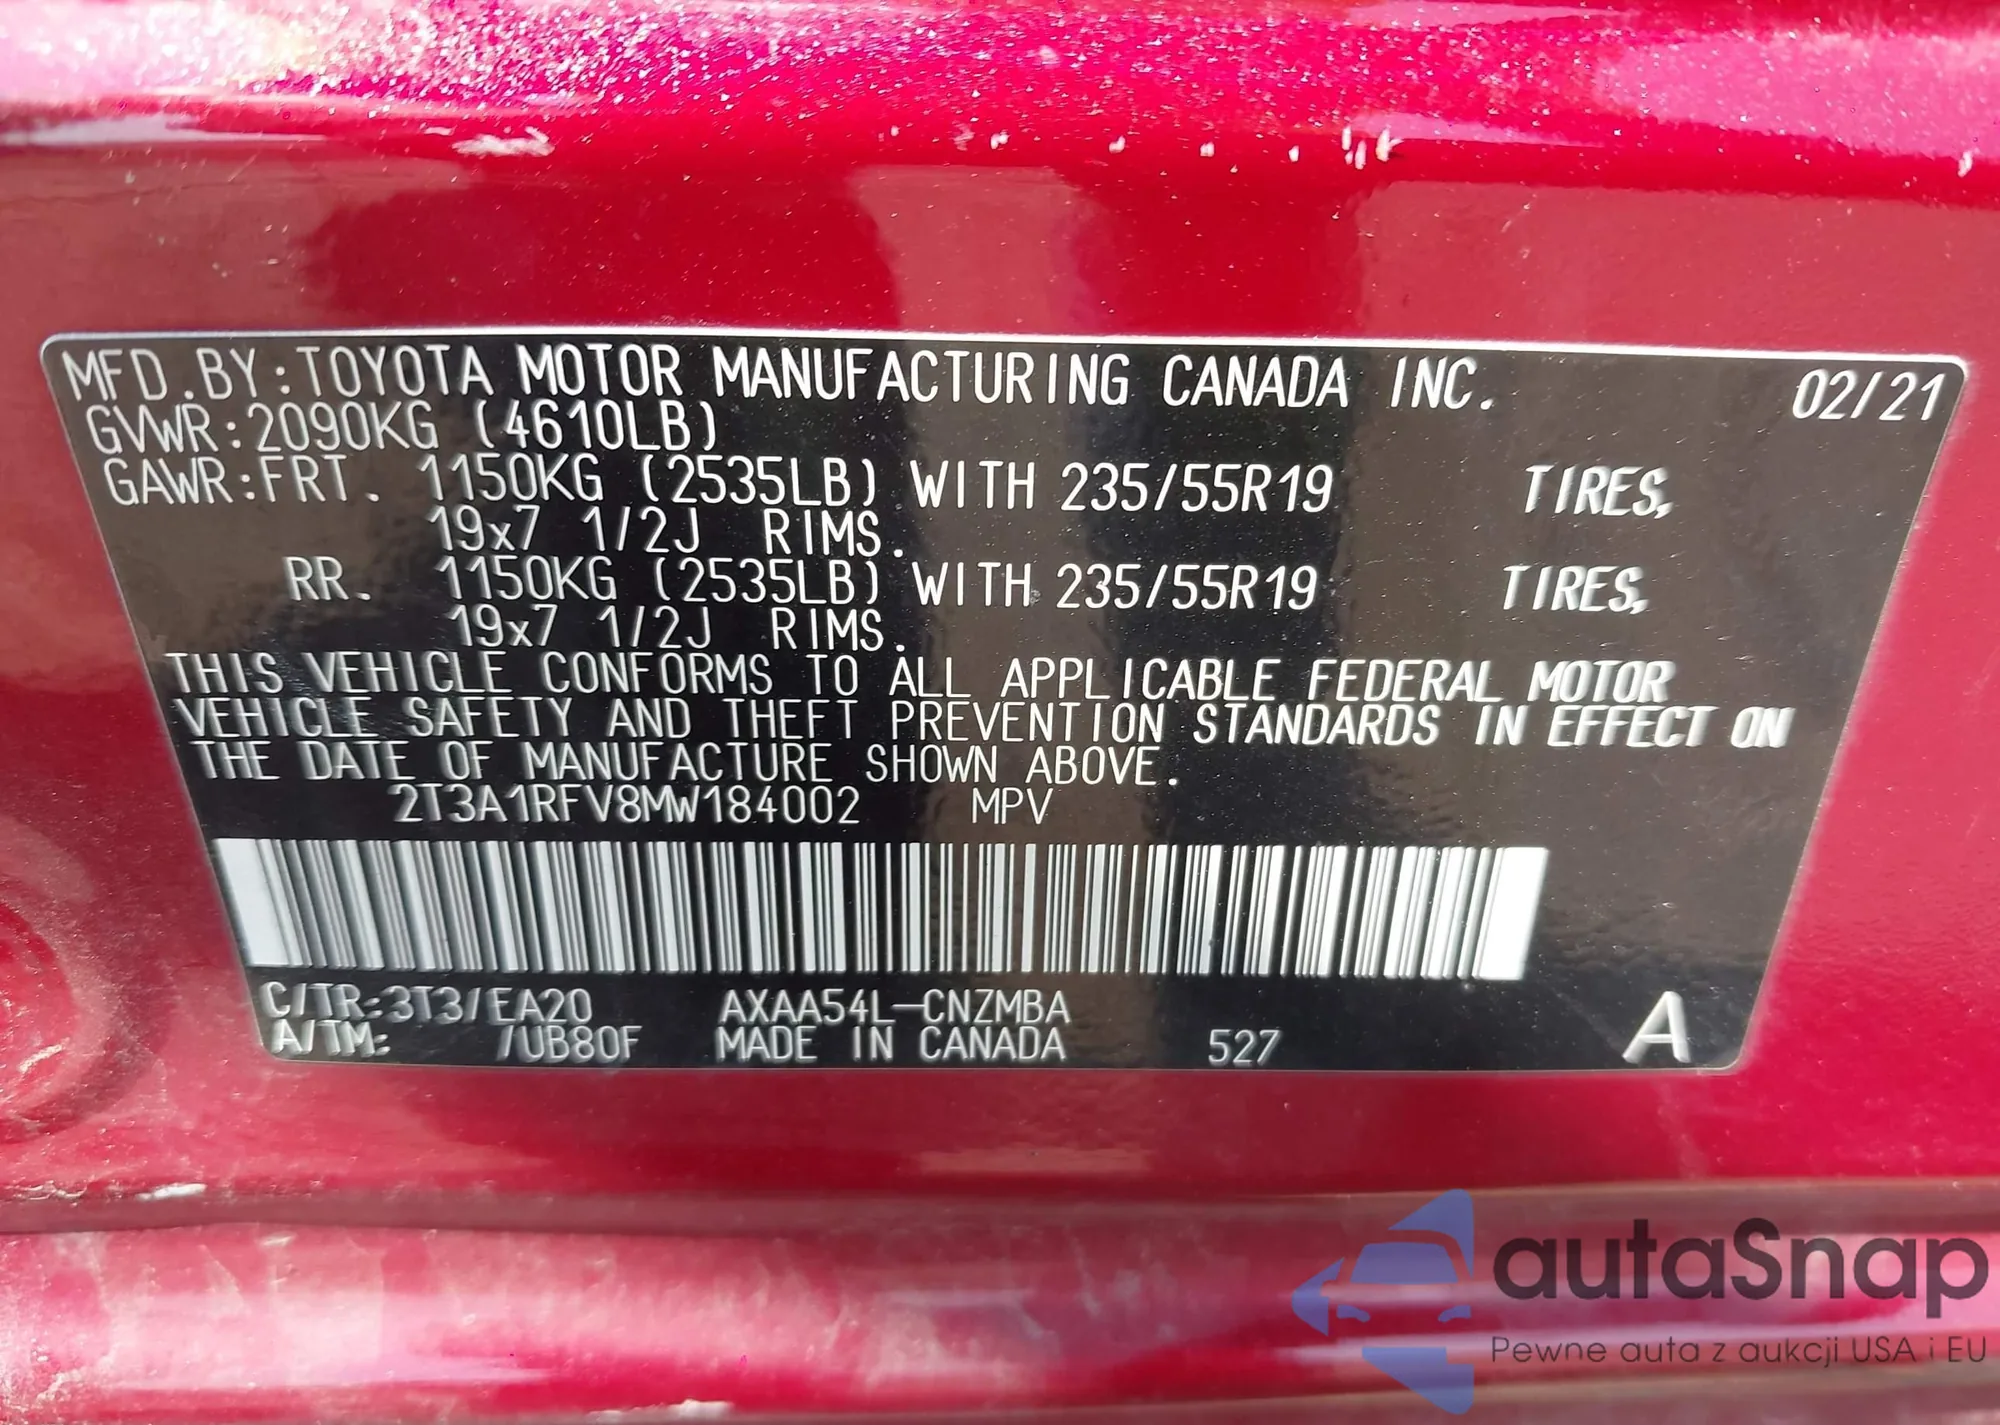 MFD.BY:TOYOTA MOTOR MANUFACTURING CANADA INC. 02/21
GVWR:2090KG (4610LB)
GAWR:FRT. 1150KG (2535LB) WITH 235/55R19 TIRES,
19x7 1/2J RIMS.
RR. 1150KG (2535LB) WITH 235/55R19 TIRES,
19x7 1/2J RIMS.
THIS VEHICLE CONFORMS TO ALL APPLICABLE FEDERAL MOTOR
VEHICLE SAFETY AND THEFT PREVENTION STANDARDS IN EFFECT ON
THE DATE OF MANUFACTURE SHOWN ABOVE.
2T3A1RFV8MW184002 MPV
C/TR:3T3/EA20 AXAA54L-CNZMBA
A/TM: /UB80F MADE IN CANADA 527 A
autaSnap
Pewne auta z aukcji USA i EU